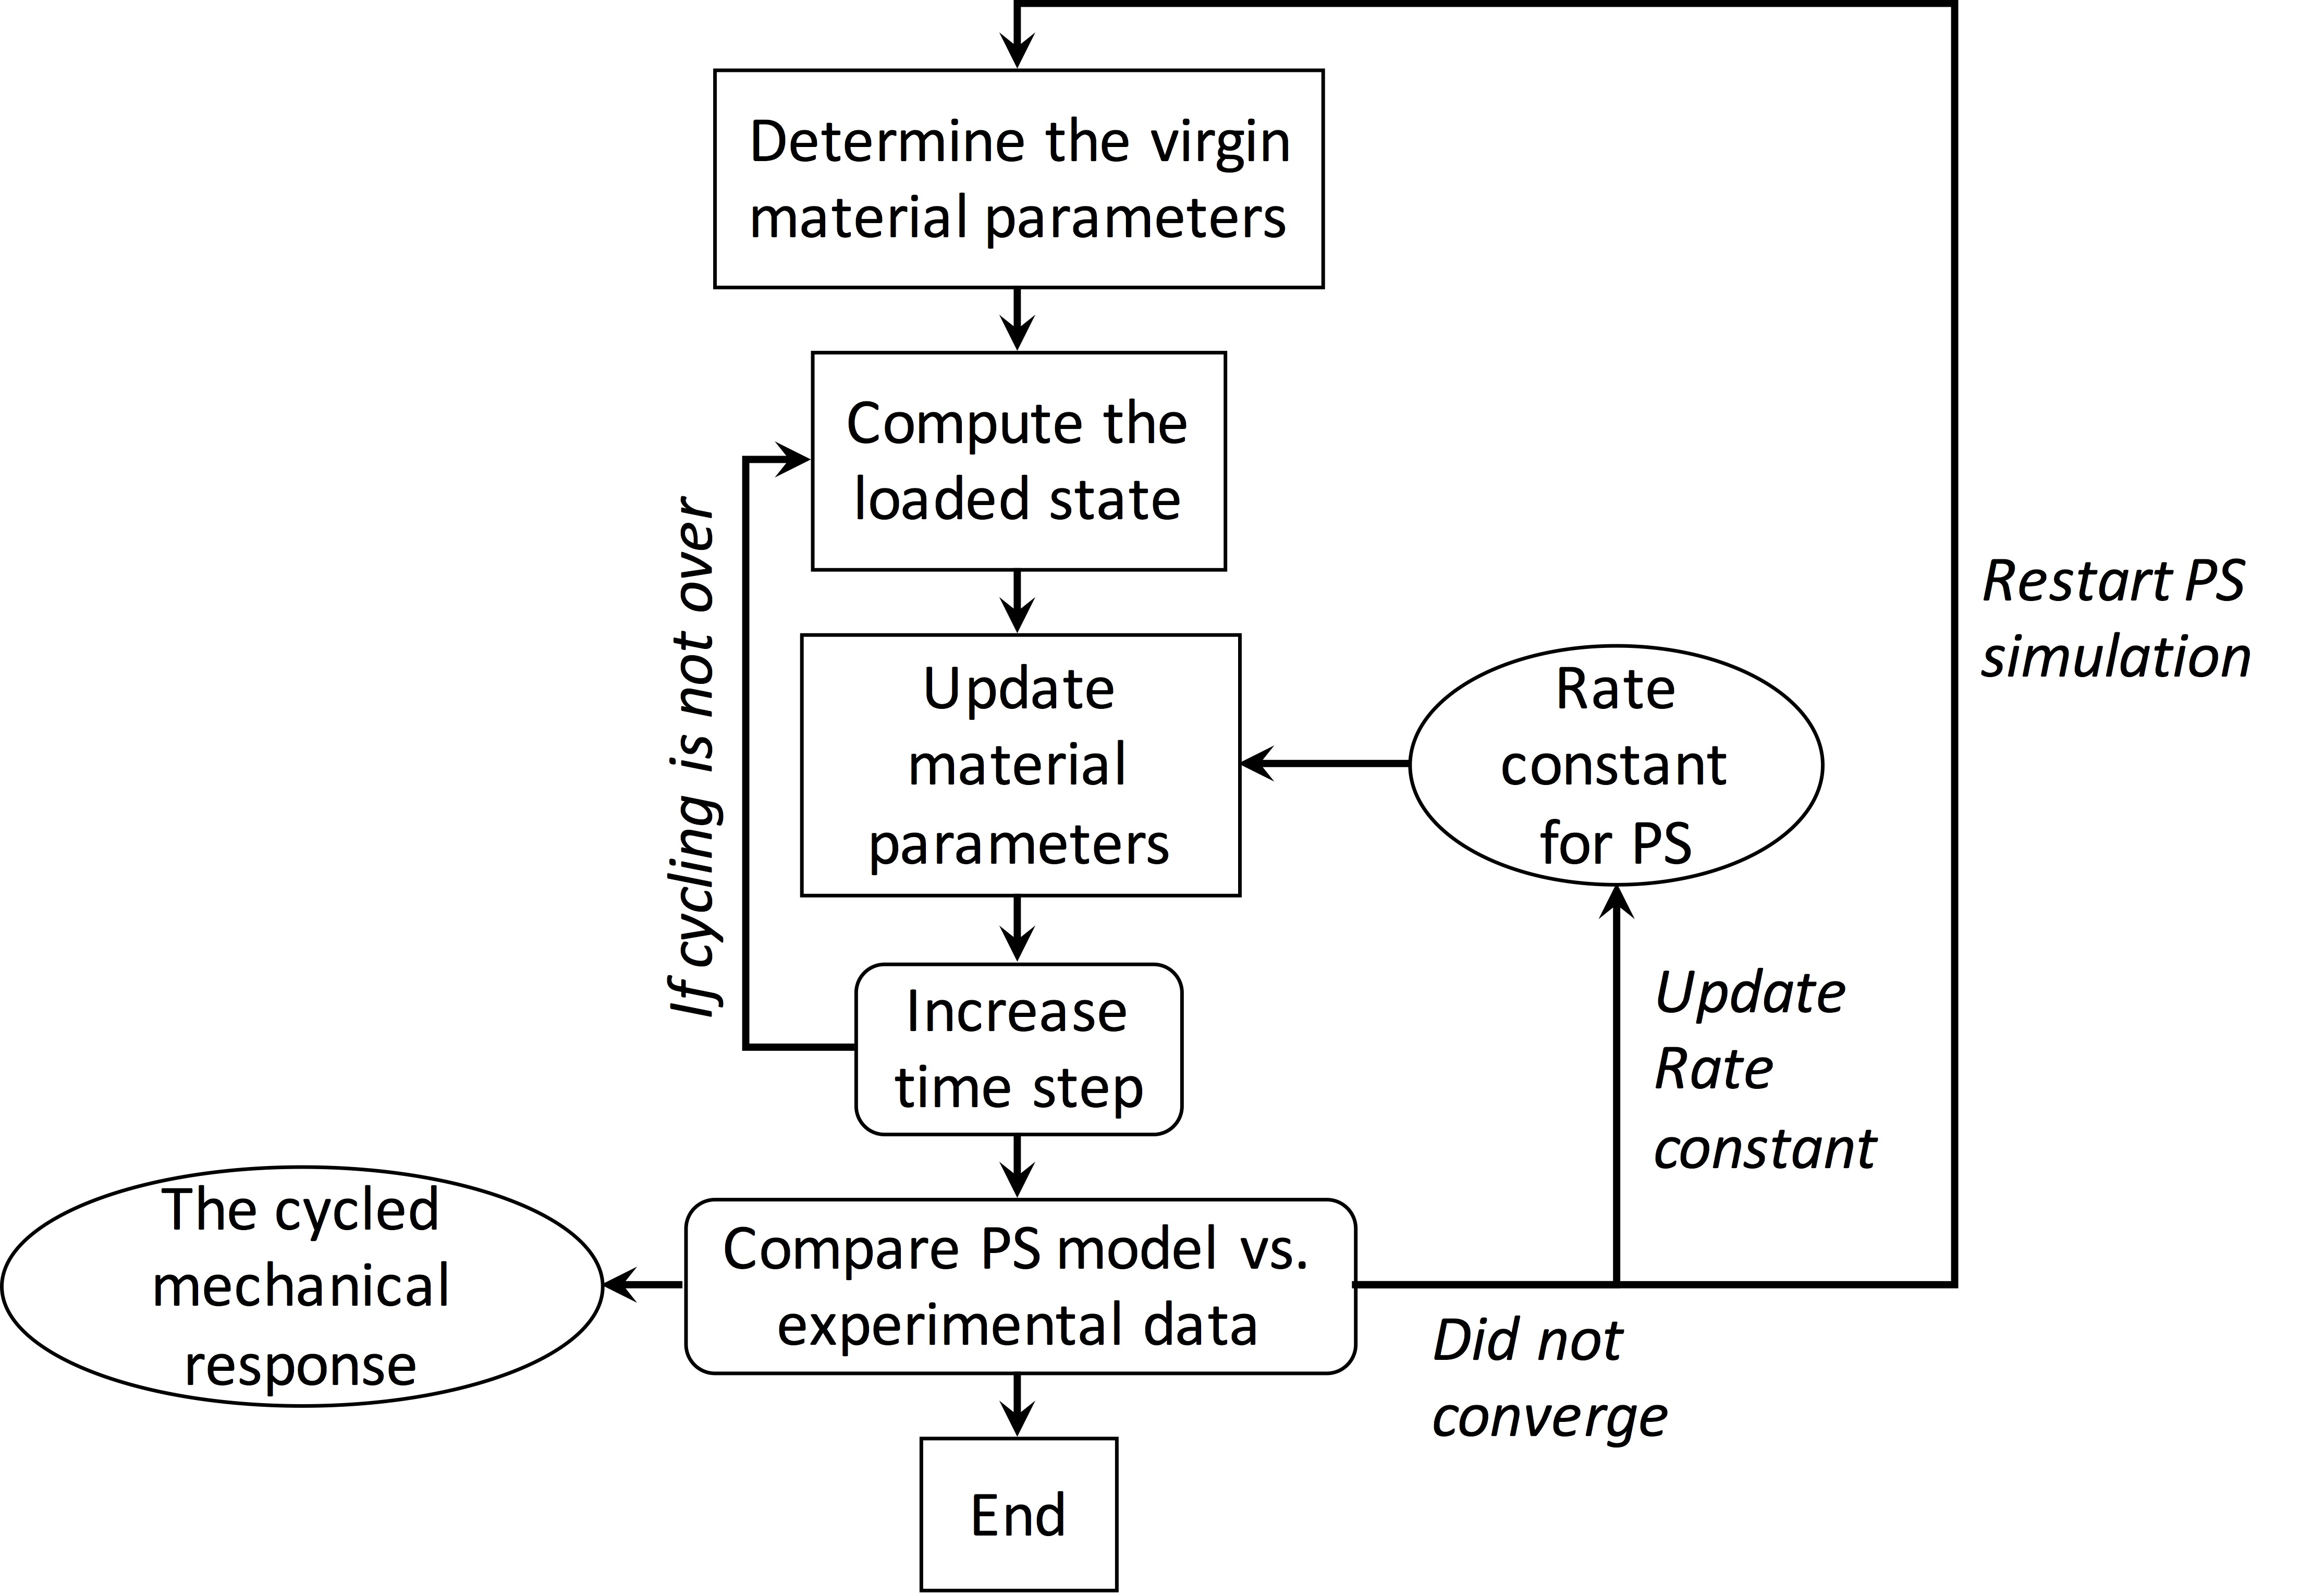 Determine the virgin
material parameters
Compute the
loaded state
If cycling is not over
Update
material
parameters
Rate
constant
for PS
Restart PS
simulation
Increase
time step
Update
Rate
constant
The cycled
mechanical
response
Compare PS model vs.
experimental data
Did not
converge
End